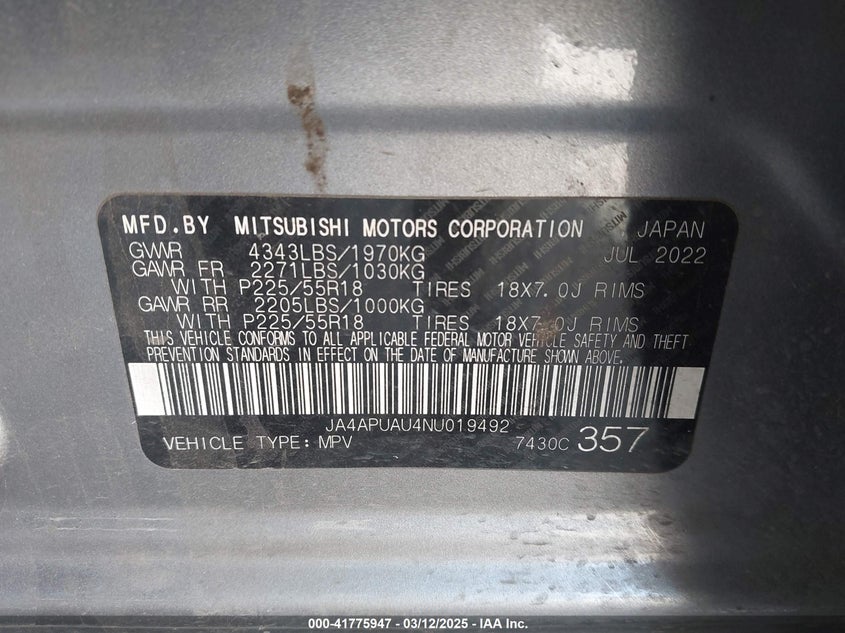 MFD.BY MITSUBISHI MOTORS CORPORATION JAPAN
GVWR 4343LBS/1970KG JUL 2022
GAWR FR 2271LBS/1030KG
WITH P225/55R18 TIRES 18X7.0J RIMS
GAWR RR 2205LBS/1000KG
WITH P225/55R18 TIRES 18X7.0J RIMS
THIS VEHICLE CONFORMS TO ALL APPLICABLE FEDERAL MOTOR VEHICLE SAFETY AND THEFT
PREVENTION STANDARDS IN EFFECT ON THE DATE OF MANUFACTURE SHOWN ABOVE.
JA4APUAU4NU019492
VEHICLE TYPE: MPV 7430C 357
000-41775947 - 03/12/2025 - IAA Inc.